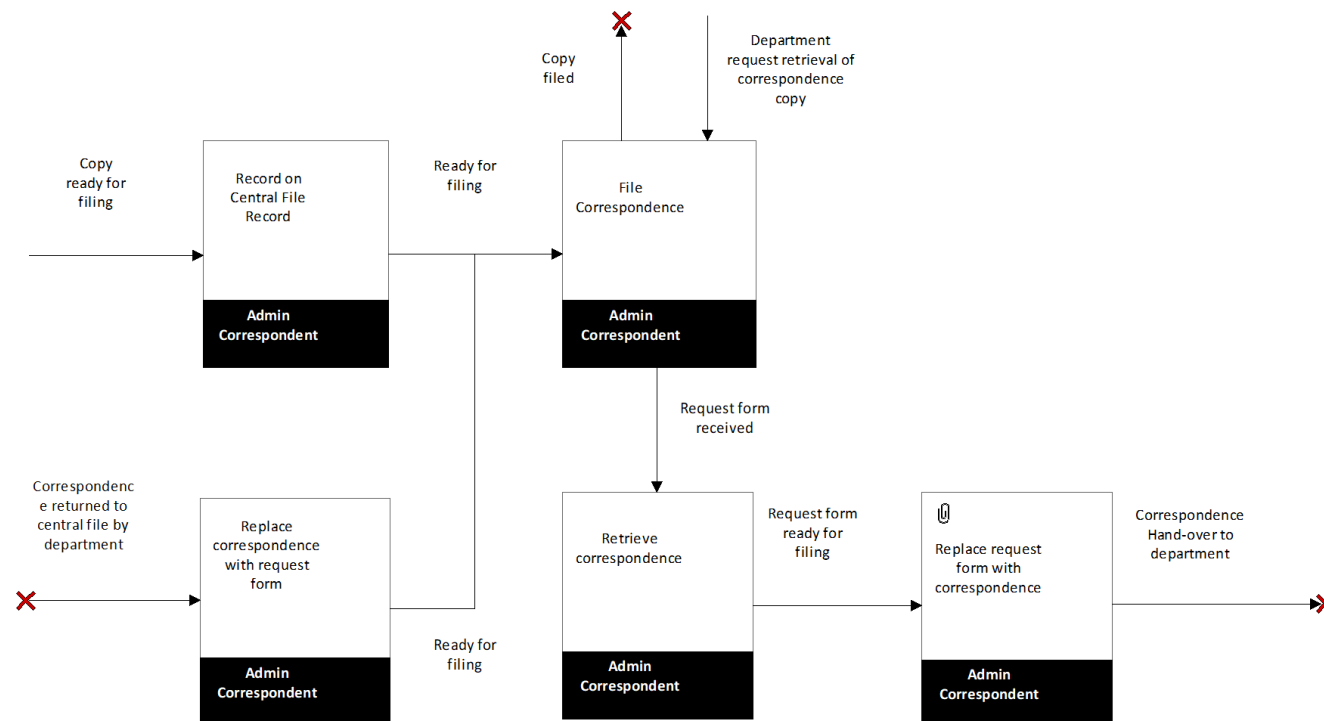 Copy
filed
Department
request retrieval of
correspondence
copy
Copy
ready for
filing
Record on
Central File
Record
Admin
Correspondent
Ready for
filing
File
Correspondence
Admin
Correspondent
Request form
received
Correspondenc
e returned to
central file by
department
Replace
correspondence
with request
form
Admin
Correspondent
Ready for
filing
Retrieve
correspondence
Admin
Correspondent
Request form
ready for
filing
Replace request
form with
correspondence
Admin
Correspondent
Correspondence
Hand-over to
department